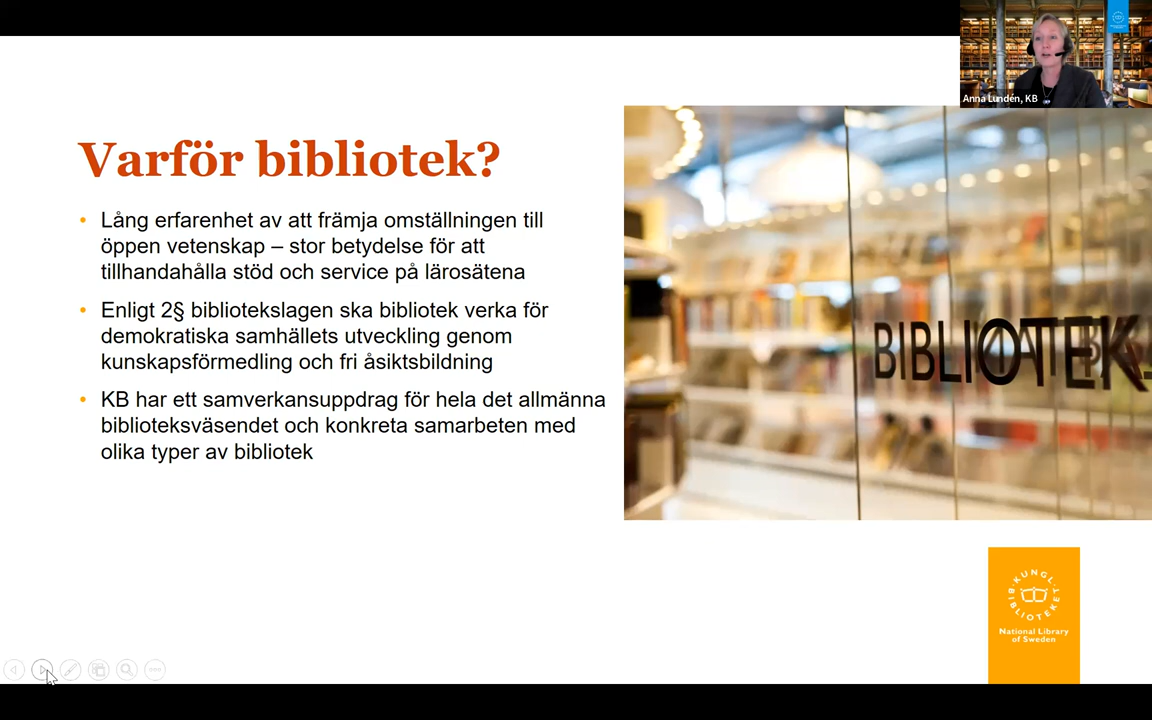 Anna Lundén, KB
Varför bibliotek?
• Lång erfarenhet av att främja omställningen till
öppen vetenskap – stor betydelse för att
tillhandahålla stöd och service på lärosätena
• Enligt 2§ bibliotekslagen ska bibliotek verka för
demokratiska samhällets utveckling genom
kunskapsförmedling och fri åsiktsbildning
• KB har ett samverkansuppdrag för hela det allmänna
biblioteksväsendet och konkreta samarbeten med
olika typer av bibliotek
BIBLIOTEK
KUNGL. BIBLIOTEKET
National Library
of Sweden